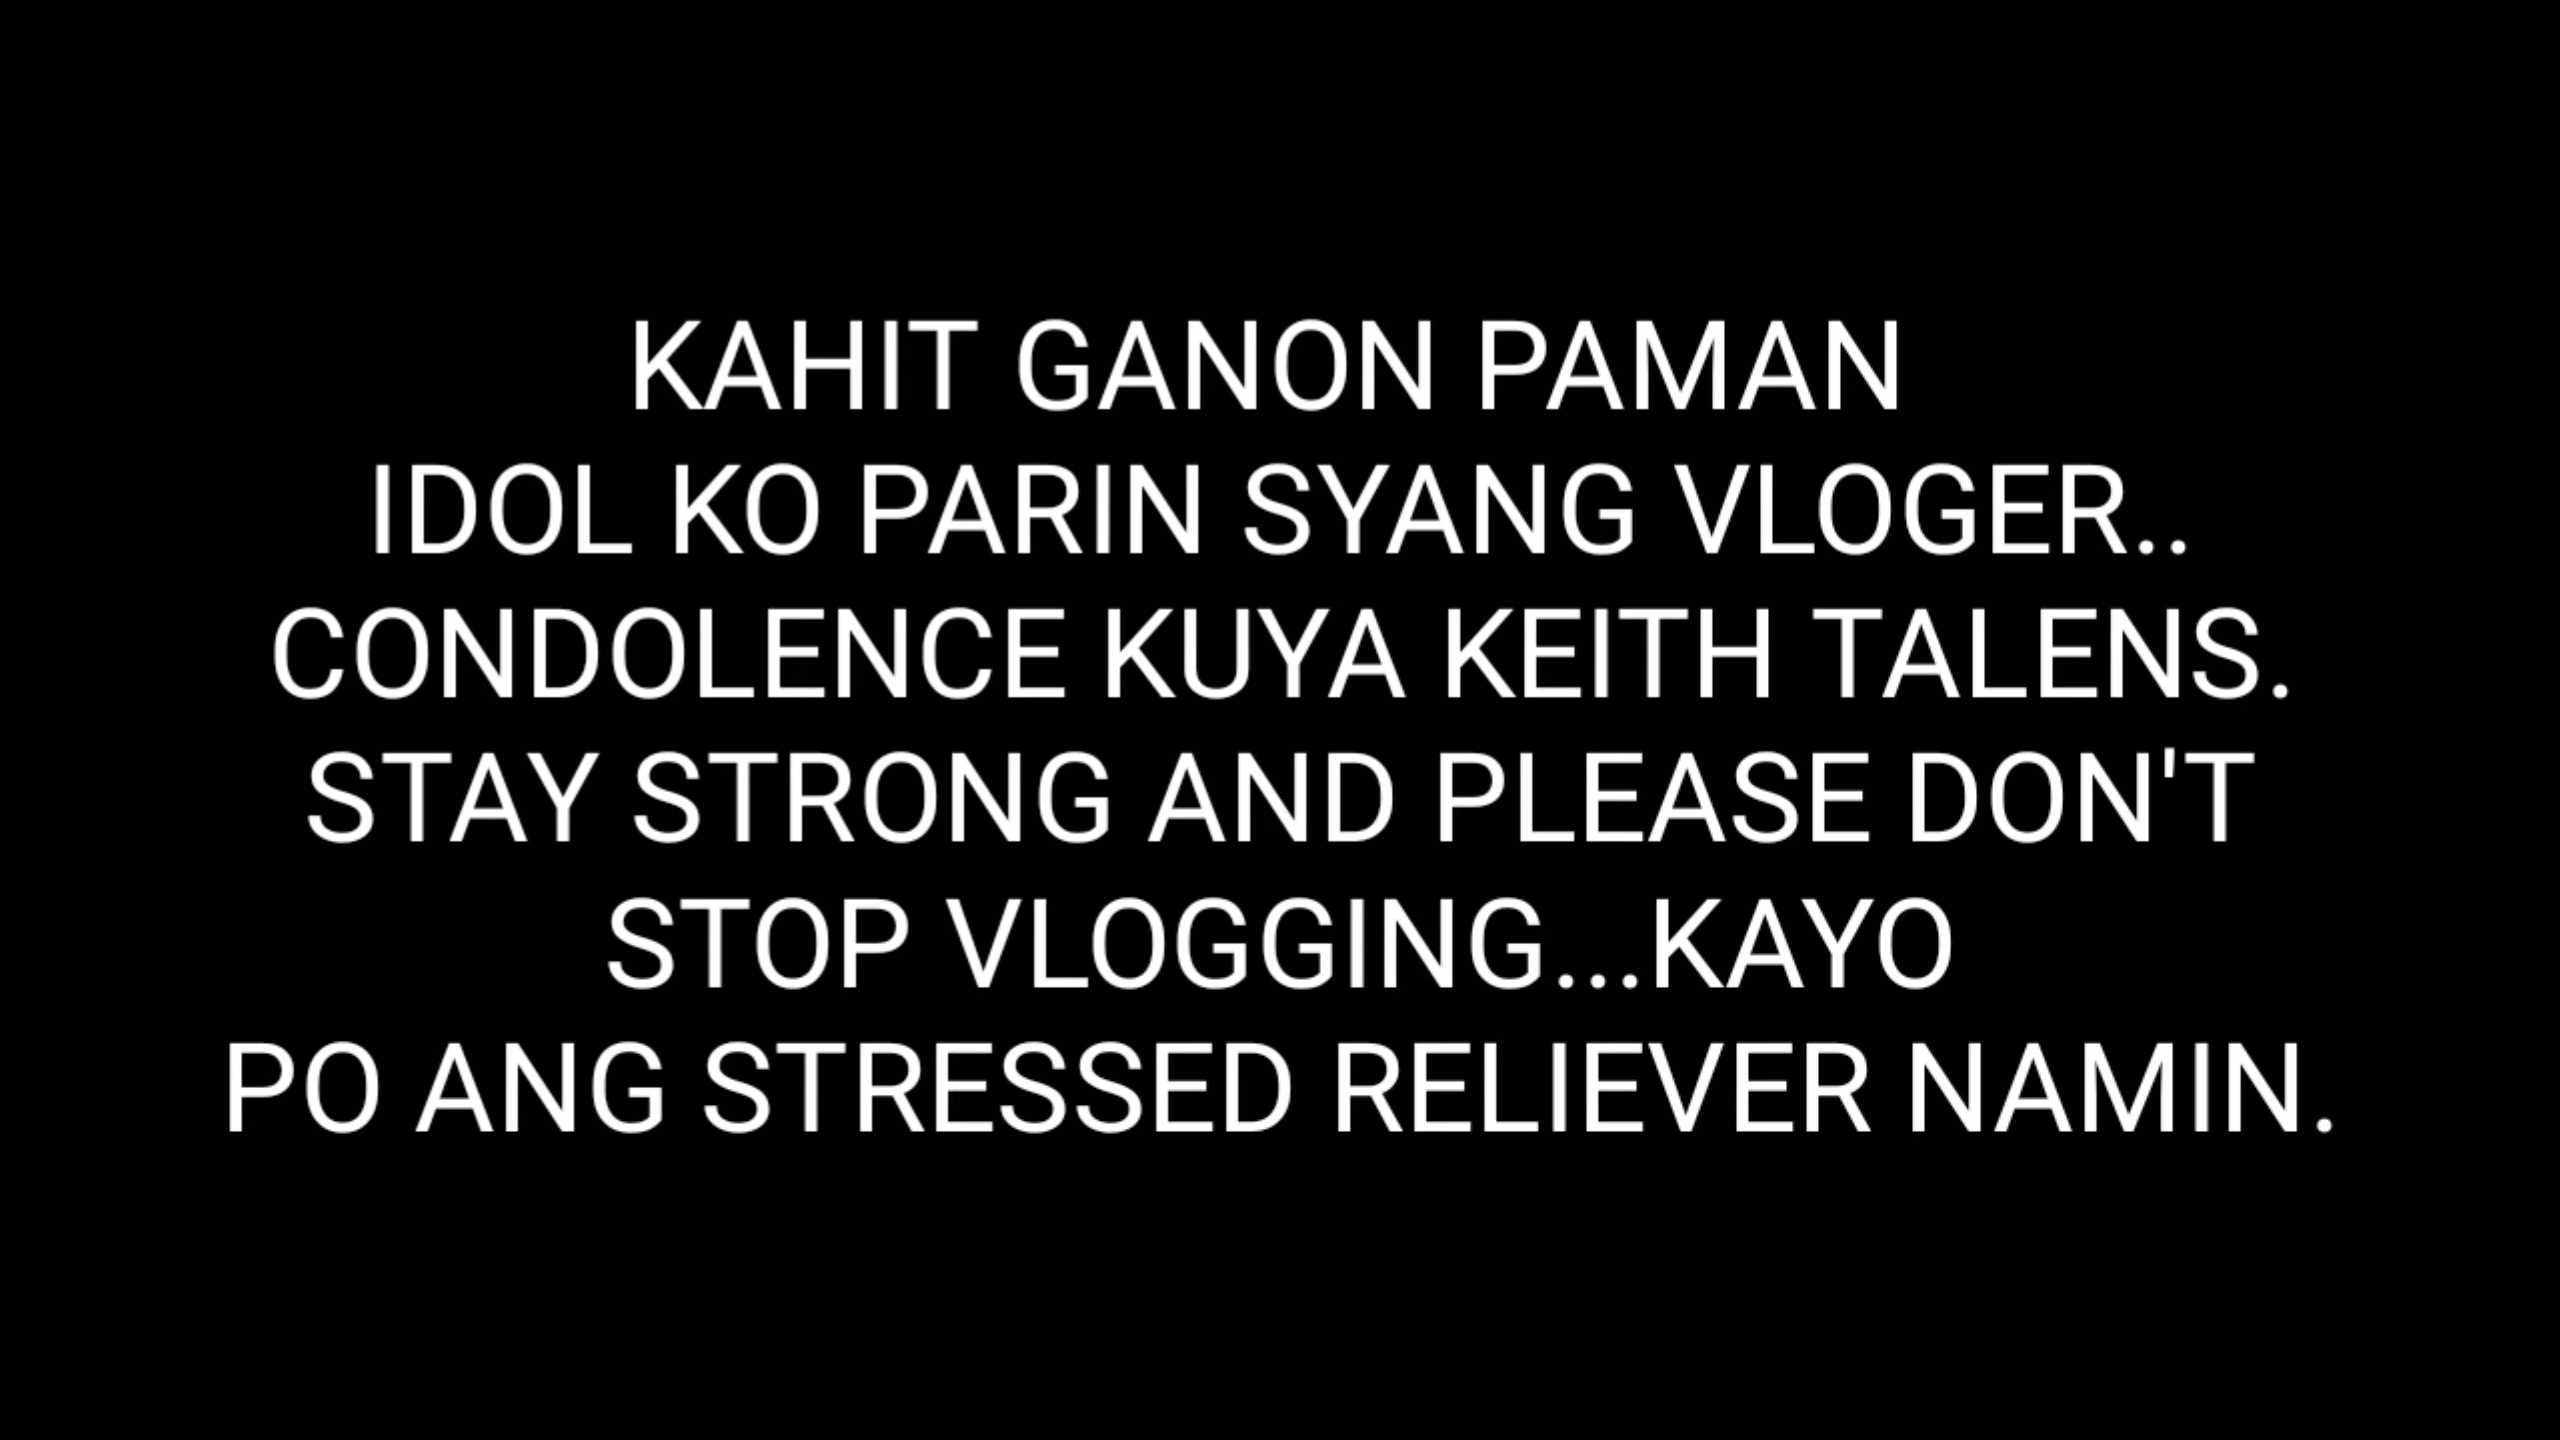 KAHIT GANON PAMAN
IDOL KO PARIN SYANG VLOGER..
CONDOLENCE KUYA KEITH TALENS.
STAY STRONG AND PLEASE DON'T
STOP VLOGGING...KAYO
PO ANG STRESSED RELIEVER NAMIN.